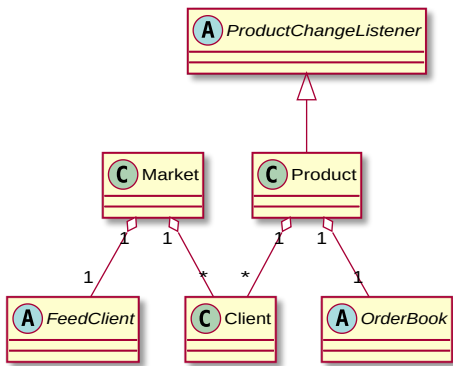 A ProductChangeListener
C Market
C Product
1 1 1 1
1 * * 1
A FeedClient
C Client
A OrderBook